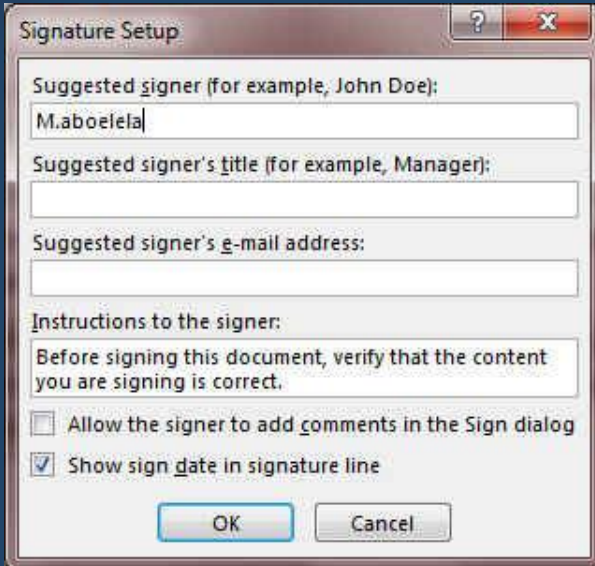 Signature Setup
Suggested signer (for example, John Doe):
M.aboelela
Suggested signer's title (for example, Manager):
Suggested signer's e-mail address:
Instructions to the signer:
Before signing this document, verify that the content
you are signing is correct.
Allow the signer to add comments in the Sign dialog
Show sign date in signature line
OK
Cancel